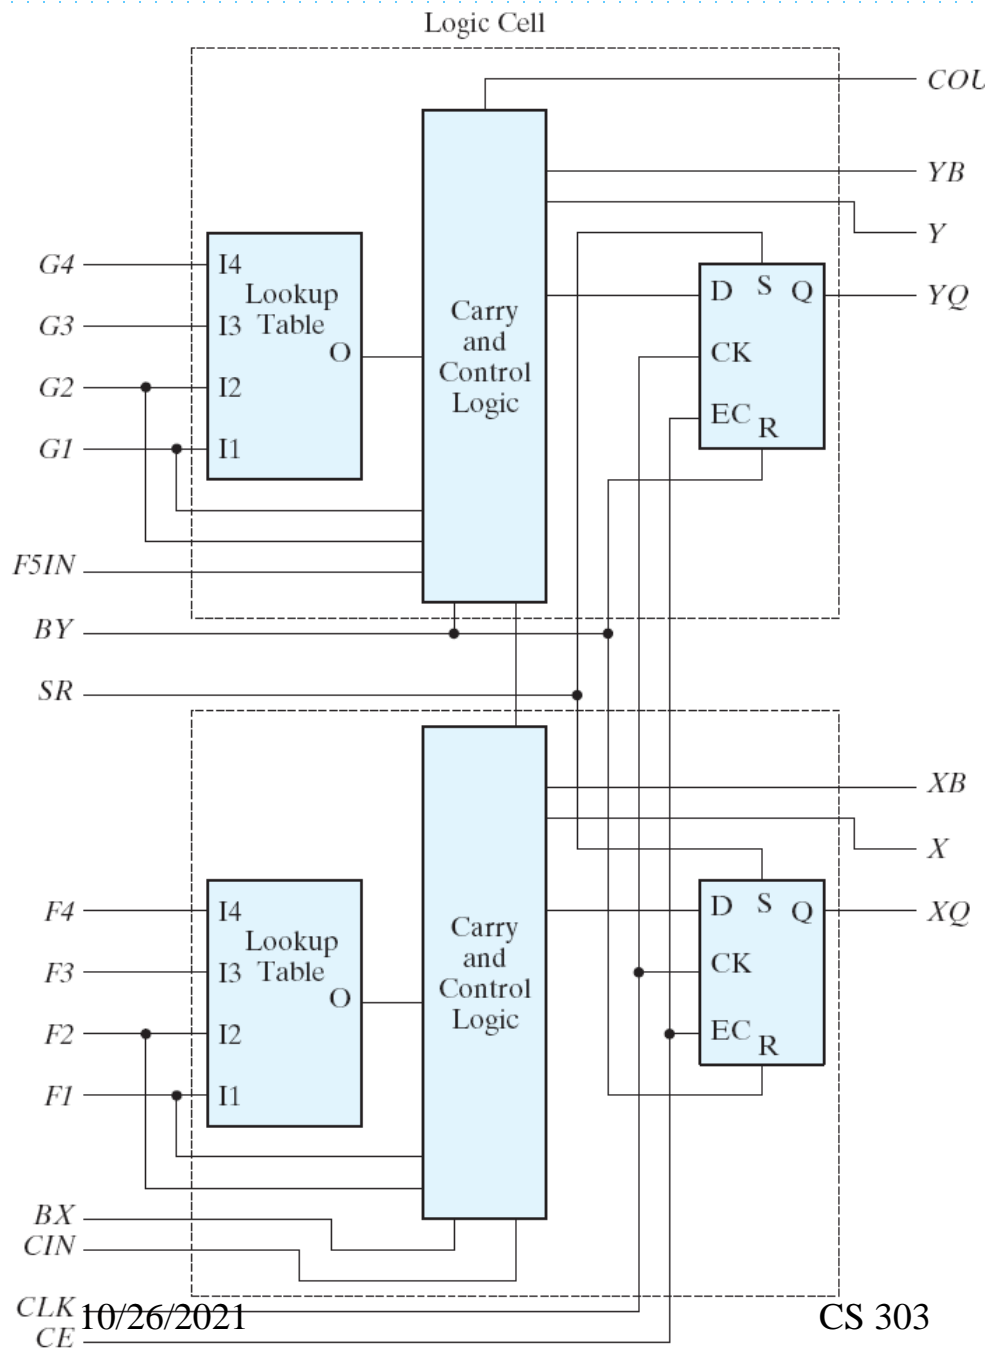 Logic Cell
COU
YB
Y
G4
I4
Lookup
Table
D
S
Q
YQ
G3
I3
O
Carry
and
Control
Logic
CK
G2
I2
EC
R
G1
I1
F5IN
BY
SR
XB
X
F4
I4
Lookup
Table
D
S
Q
XQ
F3
I3
O
Carry
and
Control
Logic
CK
F2
I2
EC
R
F1
I1
BX
CIN
CLK
10/26/2021
CS 303
CE